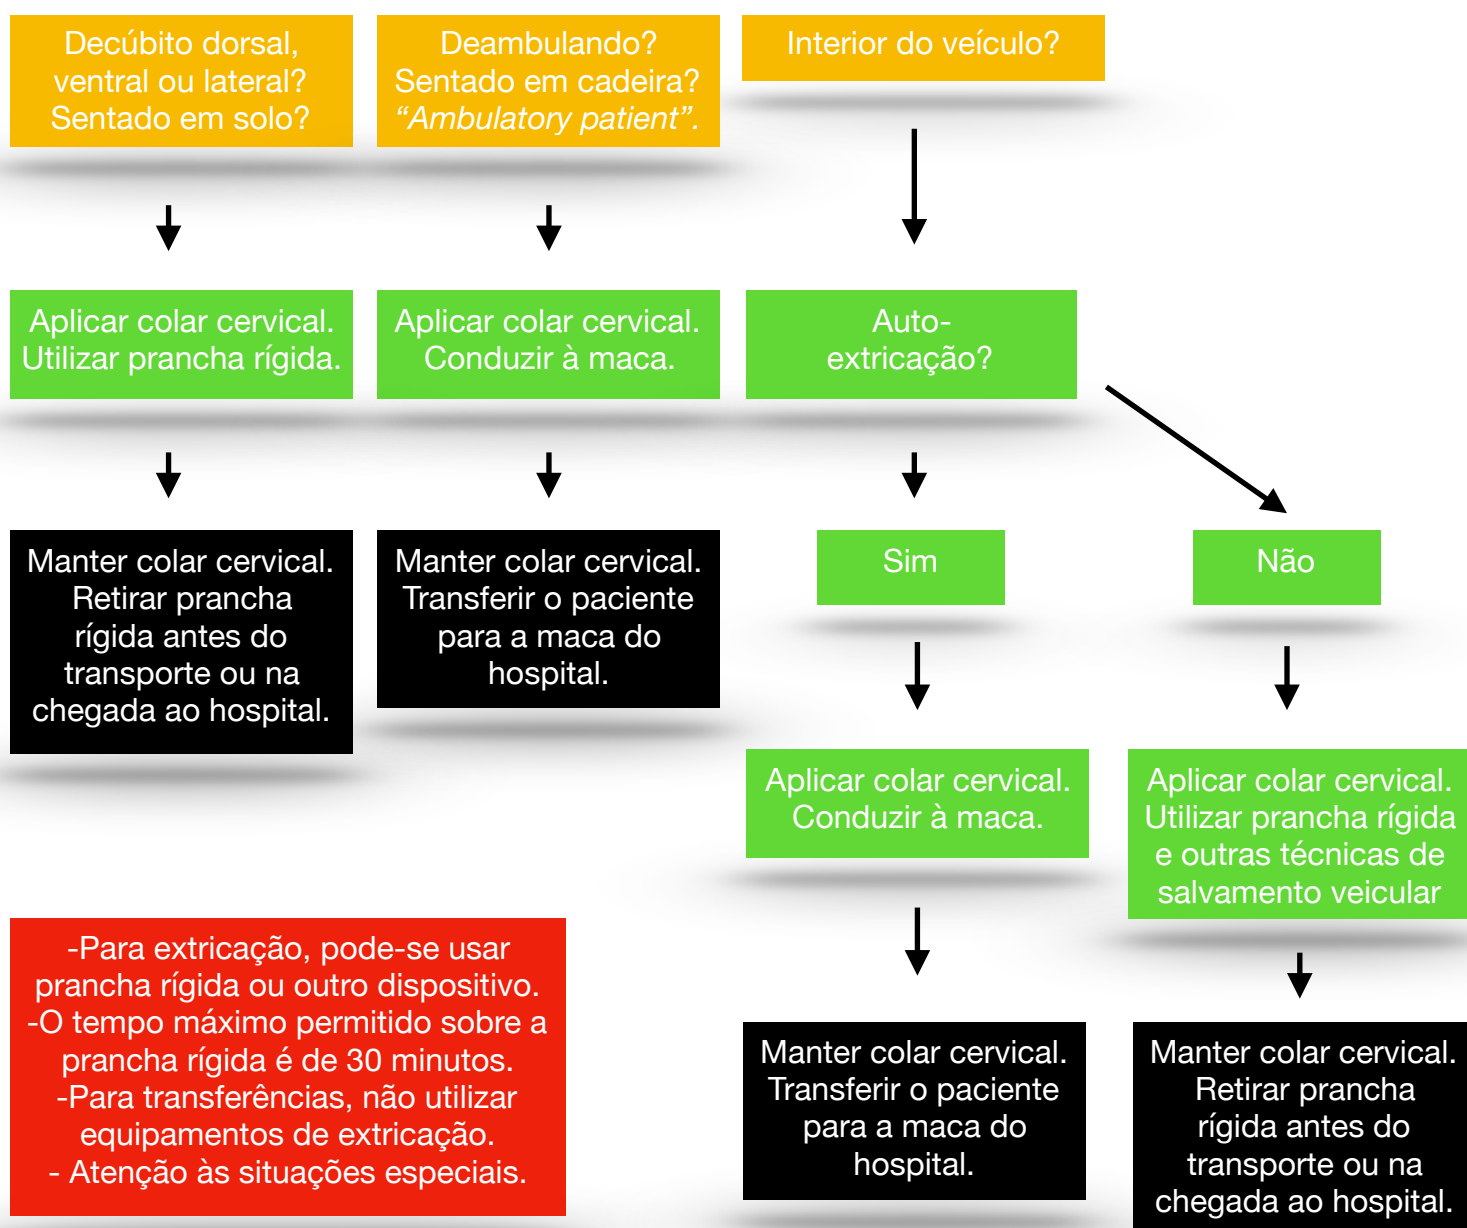 Decúbito dorsal,
ventral ou lateral?
Sentado em solo?
Deambulando?
Sentado em cadeira?
“Ambulatory patient”.
Interior do veículo?
Aplicar colar cervical.
Utilizar prancha rígida.
Aplicar colar cervical.
Conduzir à maca.
Auto-
extricação?
Manter colar cervical.
Retirar prancha
rígida antes do
transporte ou na
chegada ao hospital.
Manter colar cervical.
Transferir o paciente
para a maca do
hospital.
Sim
Não
Aplicar colar cervical.
Conduzir à maca.
Aplicar colar cervical.
Utilizar prancha rígida
e outras técnicas de
salvamento veicular
-Para extricação, pode-se usar
prancha rígida ou outro dispositivo.
-O tempo máximo permitido sobre a
prancha rígida é de 30 minutos.
-Para transferências, não utilizar
equipamentos de extricação.
- Atenção às situações especiais.
Manter colar cervical.
Transferir o paciente
para a maca do
hospital.
Manter colar cervical.
Retirar prancha
rígida antes do
transporte ou na
chegada ao hospital.